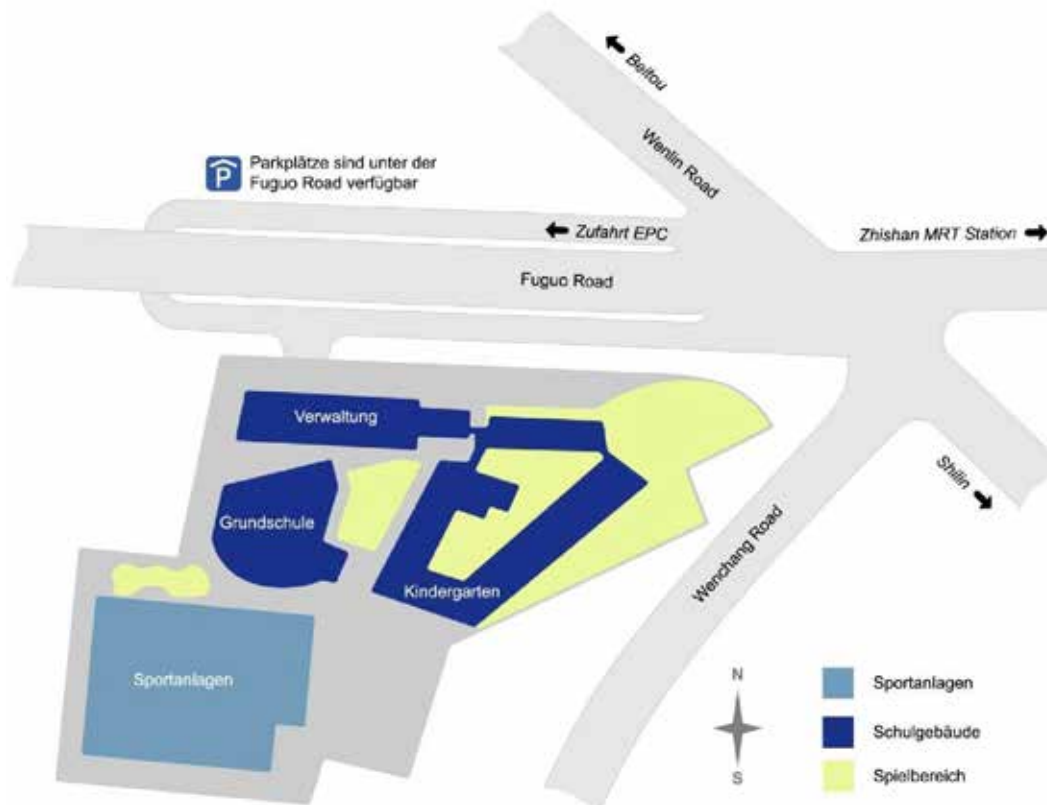 Beitou
Wenlin Road
P
Parkplätze sind unter der
Fuguo Road verfügbar
Zufahrt EPC
Zhishan MRT Station
Fuguo Road
Verwaltung
Grundschule
Kindergarten
Shilin
Wenchang Road
Sportanlagen
N
S
Sportanlagen
Schulgebäude
Spielbereich